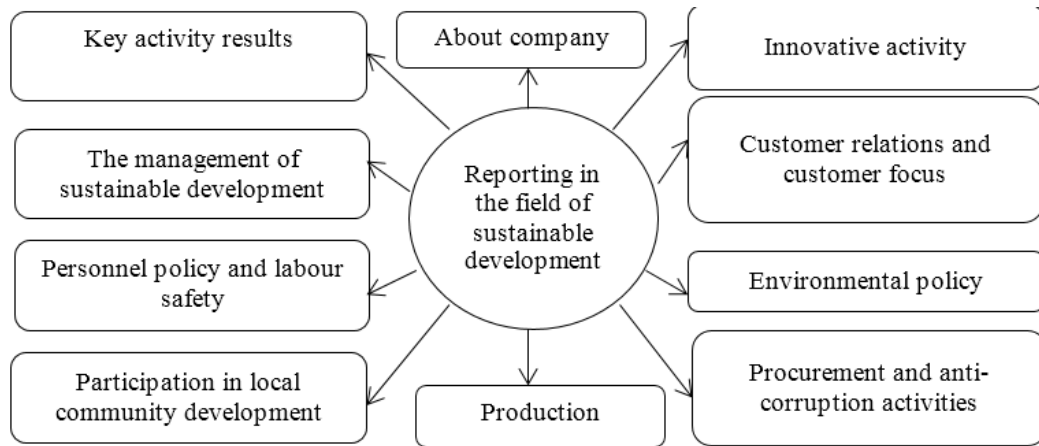 Key activity results
About company
Innovative activity
The management of
sustainable development
Reporting in
the field of
sustainable
development
Customer relations and
customer focus
Personnel policy and labour
safety
Environmental policy
Participation in local
community development
Production
Procurement and anti-
corruption activities